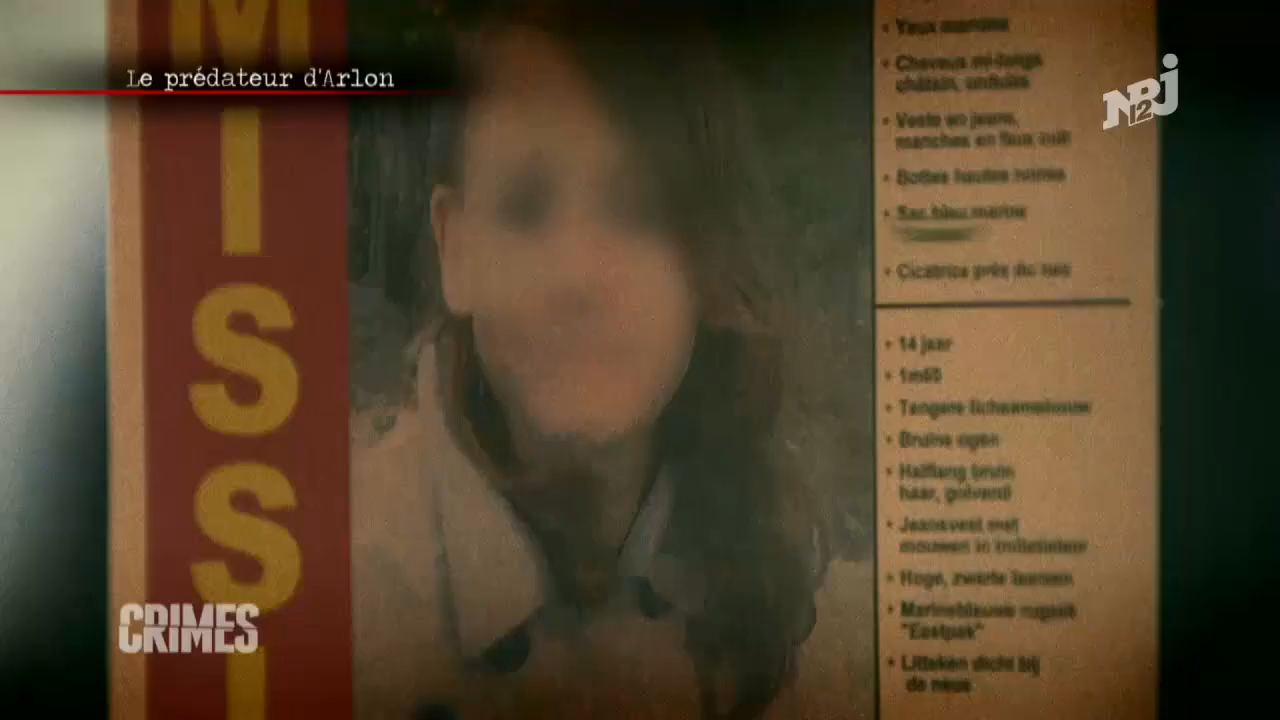 Le prédateur d'Arlon
NRJ12
MISSI
• Yeux marrons
• Cheveux mi-longs
châtain, ondulés
• Veste en jeans,
manches en faux cuir
• Bottes hautes noires
• Sac bleu marine
• Cicatrice près du nez
• 14 jaar
• 1m60
• Tengere lichaamsbouw
• Bruine ogen
• Halflang bruin
haar, golvend
• Jeansvest met
mouwen in imitatieleer
• Hoge, zwarte laarzen
• Marineblauwe rugzak
"Eastpak"
• Litteken dicht bij
de neus
CRIMES